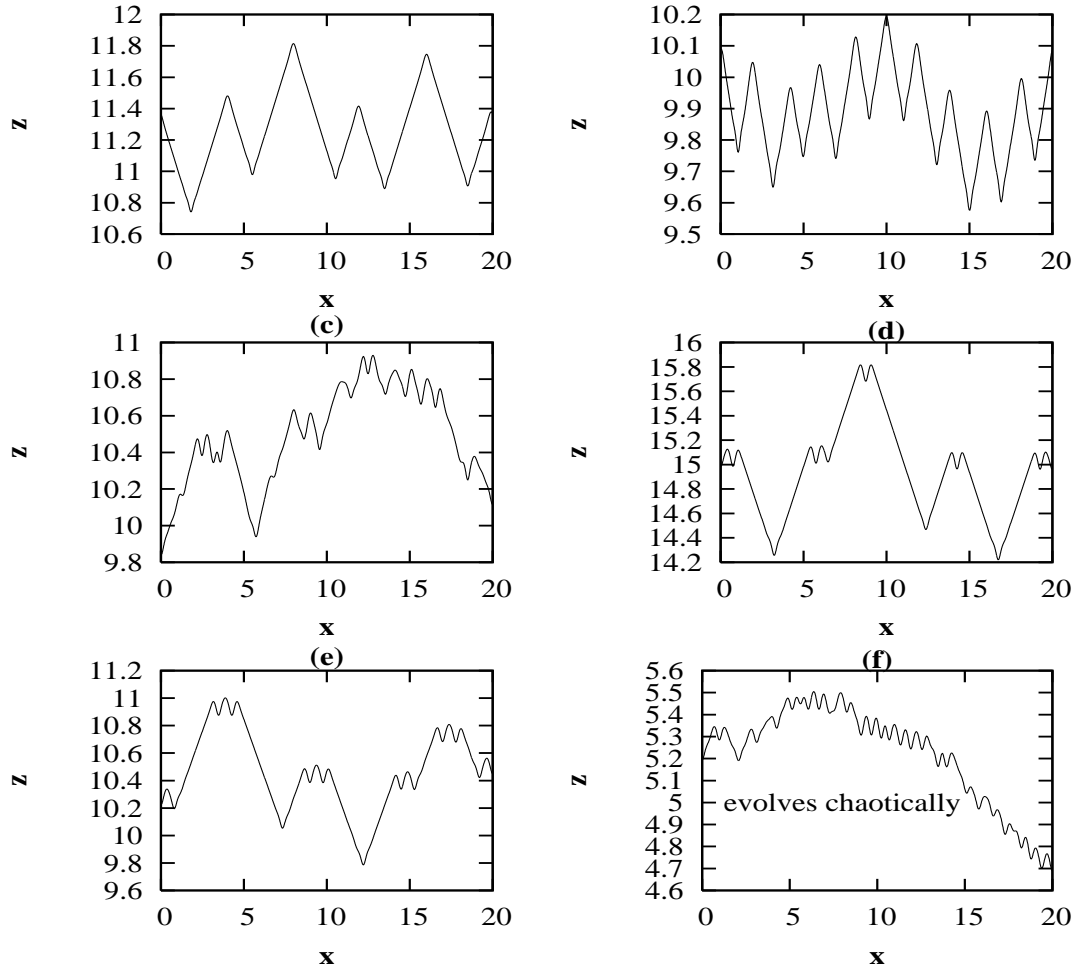 12
11.8
11.6
z 11.4
11.2
11
10.8
10.6
0 5 10 15 20
x
10.2
10.1
10
z 9.9
9.8
9.7
9.6
9.5
0 5 10 15 20
x
(c)
11
10.8
10.6
z 10.4
10.2
10
9.8
0 5 10 15 20
x
(d)
16
15.8
15.6
15.4
15.2
z 15
14.8
14.6
14.4
14.2
0 5 10 15 20
x
(e)
11.2
11
10.8
10.6
z 10.4
10.2
10
9.8
9.6
0 5 10 15 20
x
(f)
5.6
5.5
5.4
5.3
5.2
z 5.1
5
4.9
4.8
4.7
4.6
evolves chaotically
0 5 10 15 20
x